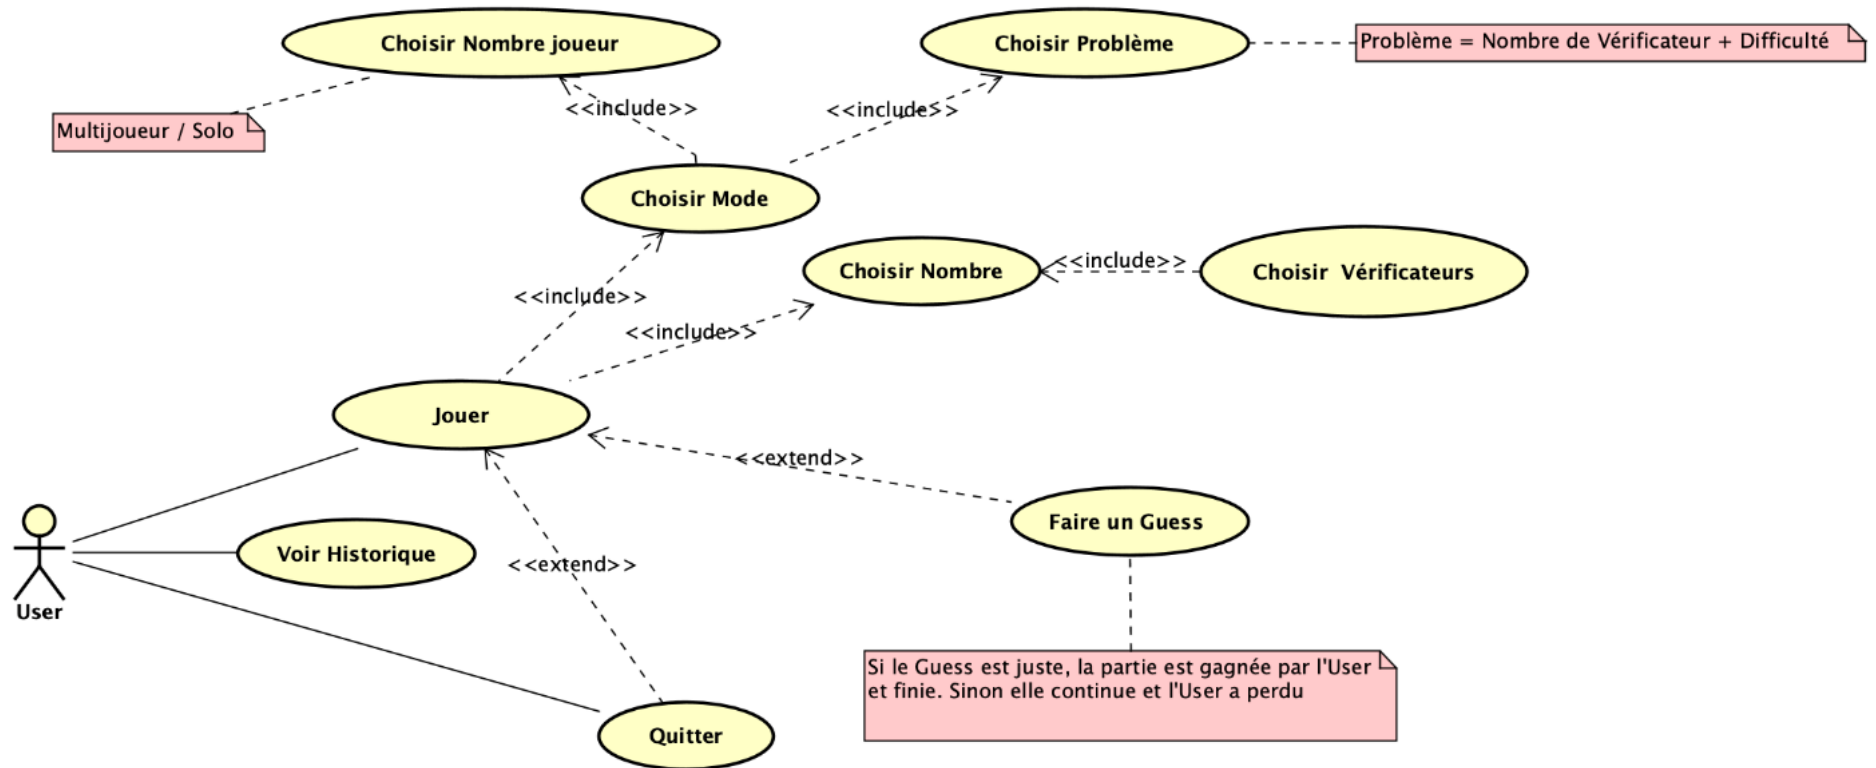 Choisir Nombre joueur
Choisir Problème
Problème = Nombre de Vérificateur + Difficulté
<<include>>
<<include>>
Multijoueur / Solo
Choisir Mode
Choisir Nombre
<<include>>
Choisir Vérificateurs
<<include>>
<<include>>
Jouer
<<extend>>
Faire un Guess
Voir Historique
<<extend>>
User
Si le Guess est juste, la partie est gagnée par l'User
et finie. Sinon elle continue et l'User a perdu
Quitter